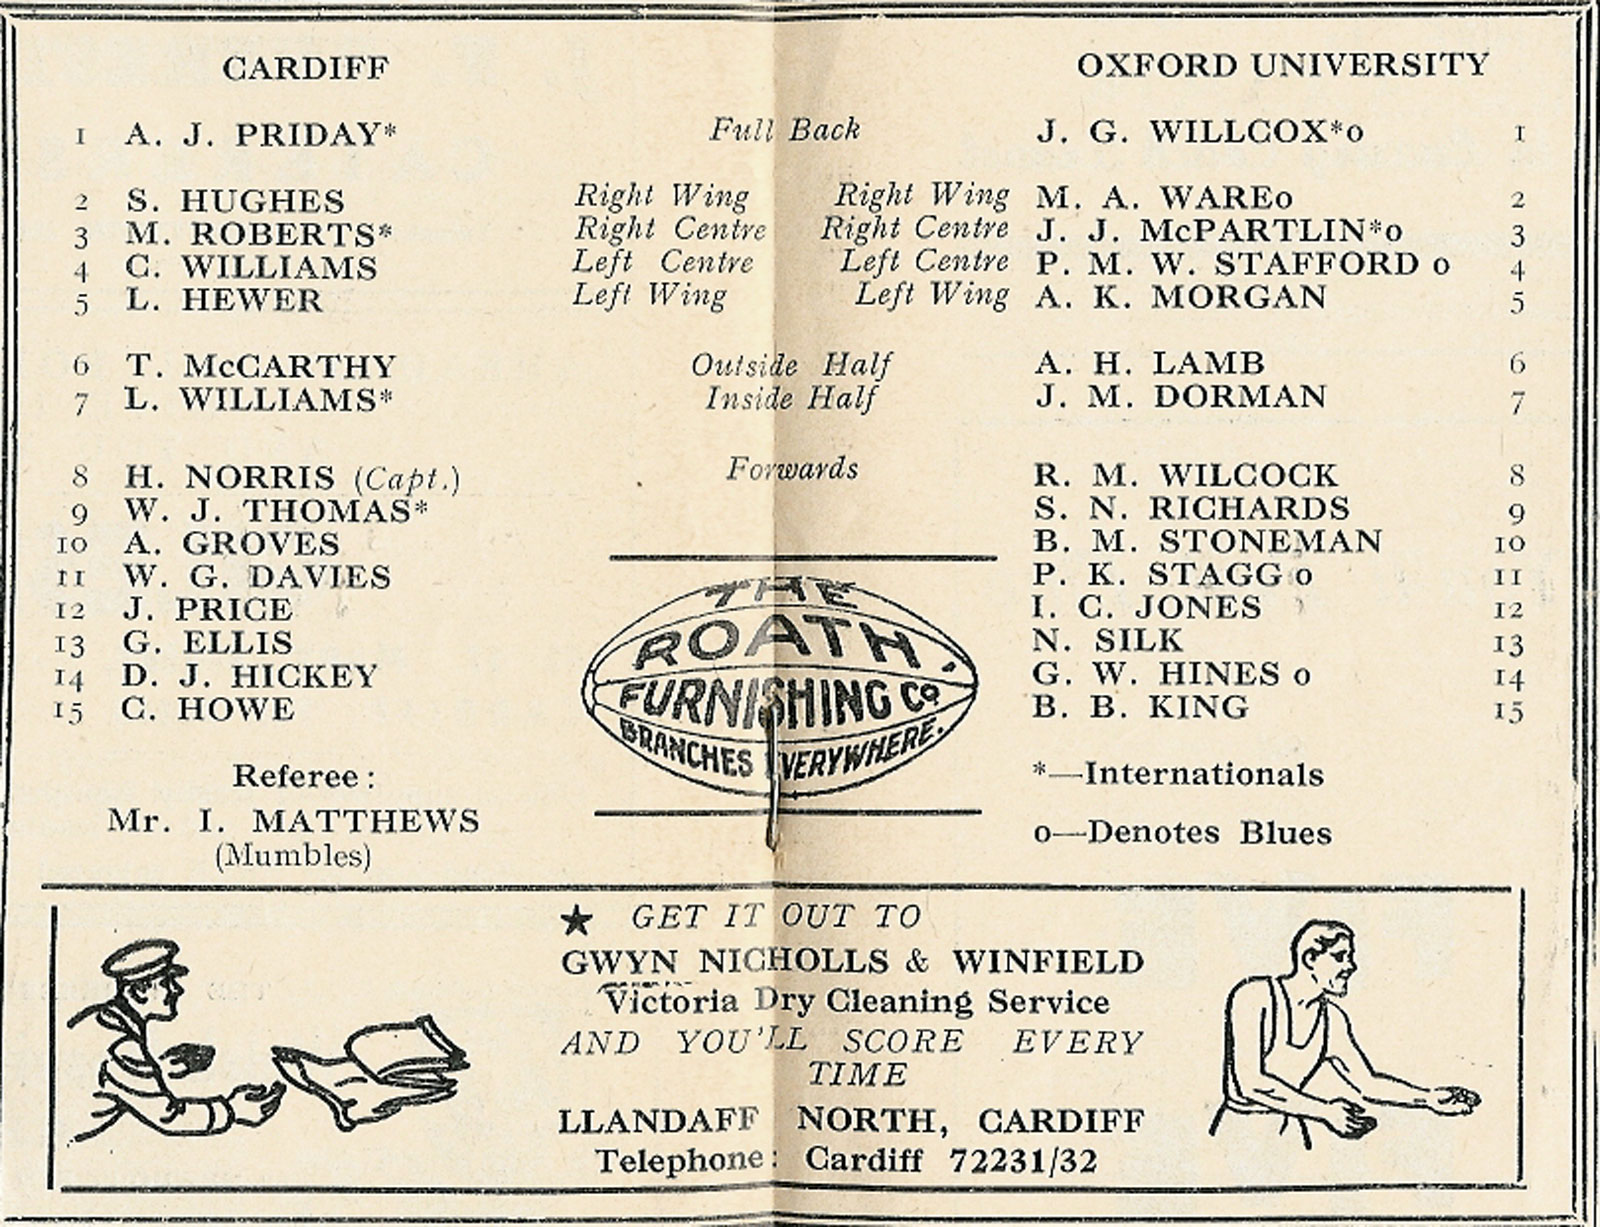 CARDIFF OXFORD UNIVERSITY
1 A. J. PRIDAY* Full Back J. G. WILLCOX*o 1
2 S. HUGHES Right Wing Right Wing M. A. WAREo 2
3 M. ROBERTS* Right Centre Right Centre J. J. McPARTLIN*o 3
4 C. WILLIAMS Left Centre Left Centre P. M. W. STAFFORD o 4
5 L. HEWER Left Wing Left Wing A. K. MORGAN 5
6 T. McCARTHY Outside Half A. H. LAMB 6
7 L. WILLIAMS* Inside Half J. M. DORMAN 7
8 H. NORRIS (Capt.) Forwards R. M. WILCOCK 8
9 W. J. THOMAS* S. N. RICHARDS 9
10 A. GROVES B. M. STONEMAN 10
11 W. G. DAVIES P. K. STAGG o 11
12 J. PRICE I. C. JONES 12
13 G. ELLIS N. SILK 13
14 D. J. HICKEY G. W. HINES o 14
15 C. HOWE B. B. KING 15
THE
ROATH
FURNISHING Co.
BRANCHES EVERYWHERE.
Referee:
Mr. I. MATTHEWS
(Mumbles)
*—Internationals
o—Denotes Blues
★ GET IT OUT TO
GWYN NICHOLLS & WINFIELD
Victoria Dry Cleaning Service
AND YOU'LL SCORE EVERY
TIME
LLANDAFF NORTH, CARDIFF
Telephone: Cardiff 72231/32